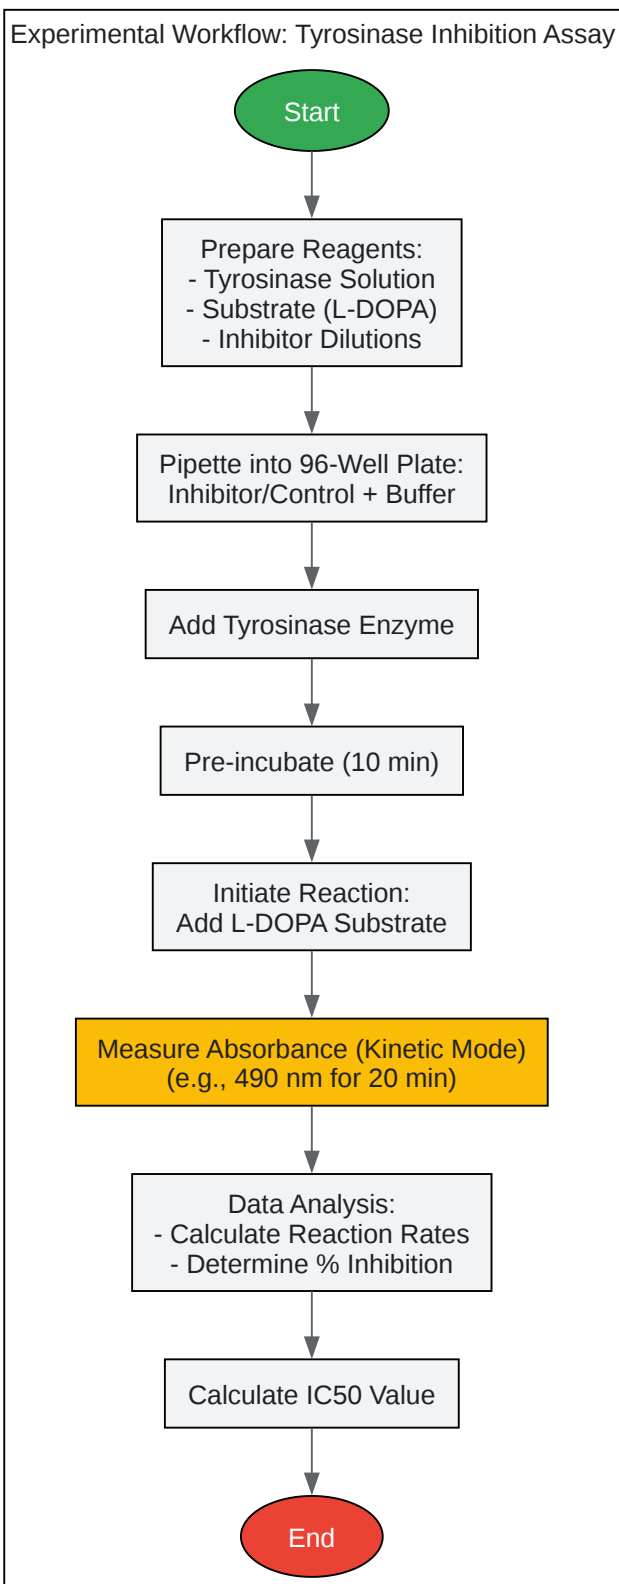 Experimental Workflow: Tyrosinase Inhibition Assay
Start
Prepare Reagents:
- Tyrosinase Solution
- Substrate (L-DOPA)
- Inhibitor Dilutions
Pipette into 96-Well Plate:
Inhibitor/Control + Buffer
Add Tyrosinase Enzyme
Pre-incubate (10 min)
Initiate Reaction:
Add L-DOPA Substrate
Measure Absorbance (Kinetic Mode)
(e.g., 490 nm for 20 min)
Data Analysis:
- Calculate Reaction Rates
- Determine % Inhibition
Calculate IC50 Value
End